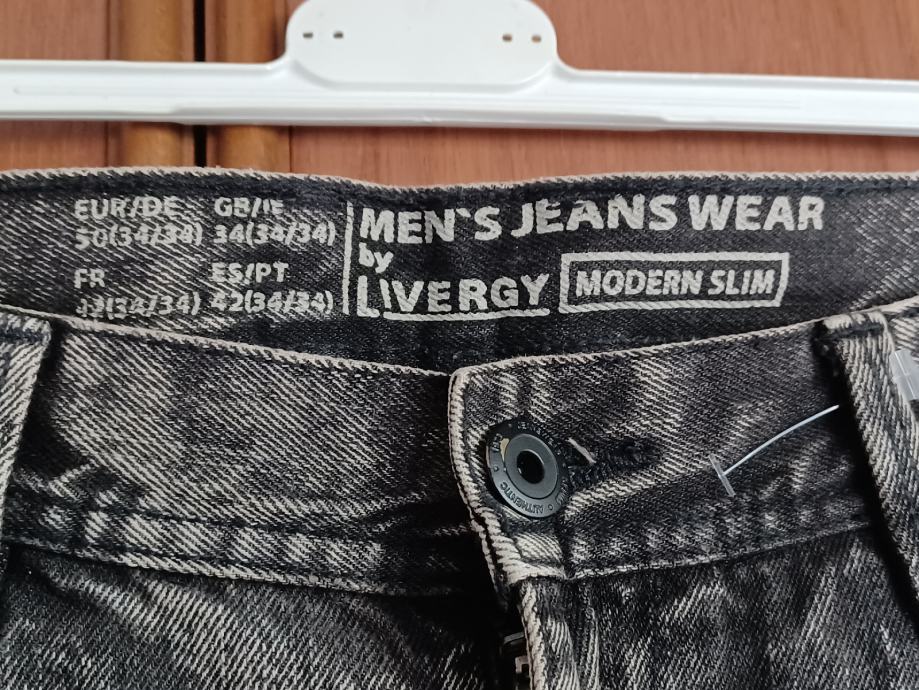 EUR/DE GB/IE
50(34/34) 34(34/34)
FR ES/PT
(34/34) 42(34/34)
MEN`S JEANS WEAR
by
LIVERGY MODERN SLIM
AUTHENTIC